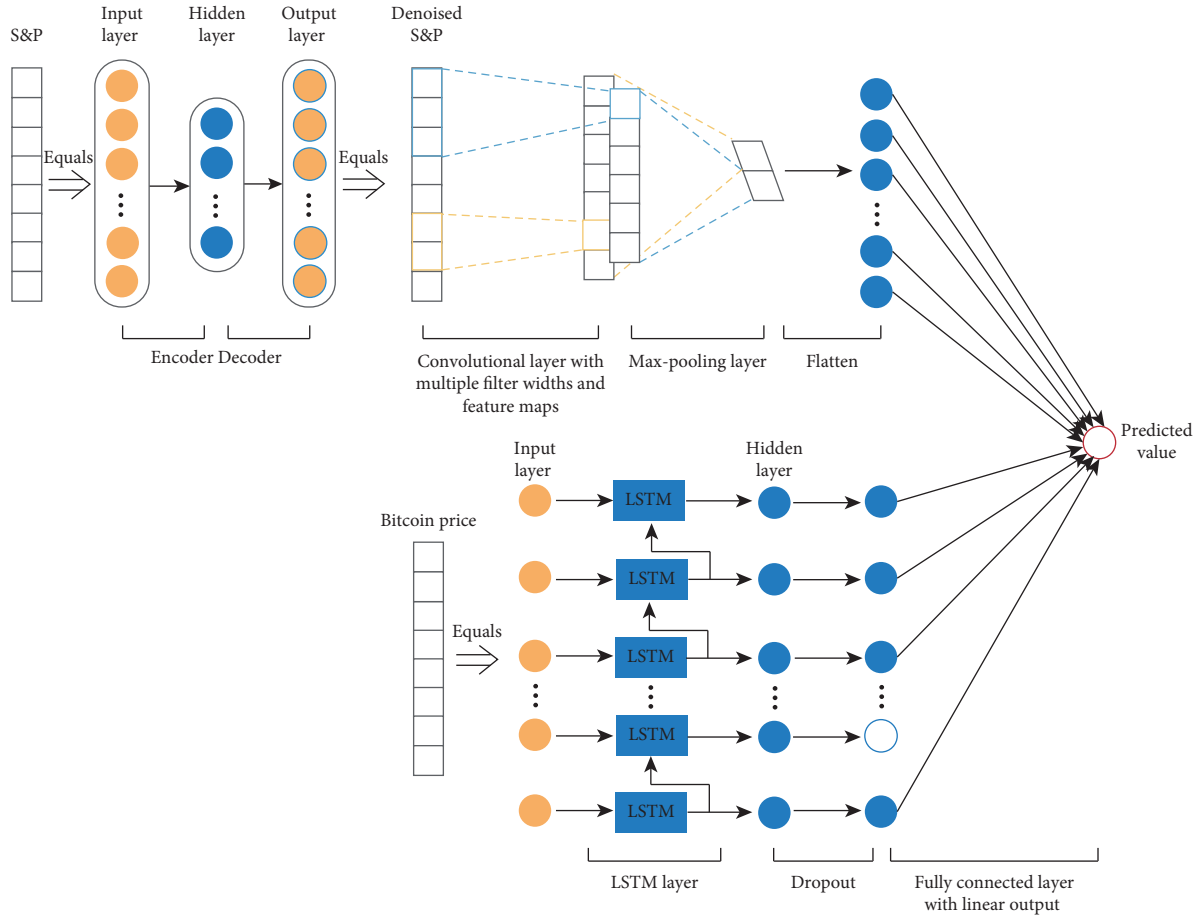 S&P
Input
layer
Hidden
layer
Output
layer
Denoised
S&P
Equals
Equals
Encoder Decoder
Convolutional layer with
multiple filter widths and
feature maps
Max-pooling layer
Flatten
Predicted
value
Input
layer
Hidden
layer
Bitcoin price
Equals
LSTM
LSTM
LSTM
LSTM
LSTM
LSTM layer
Dropout
Fully connected layer
with linear output